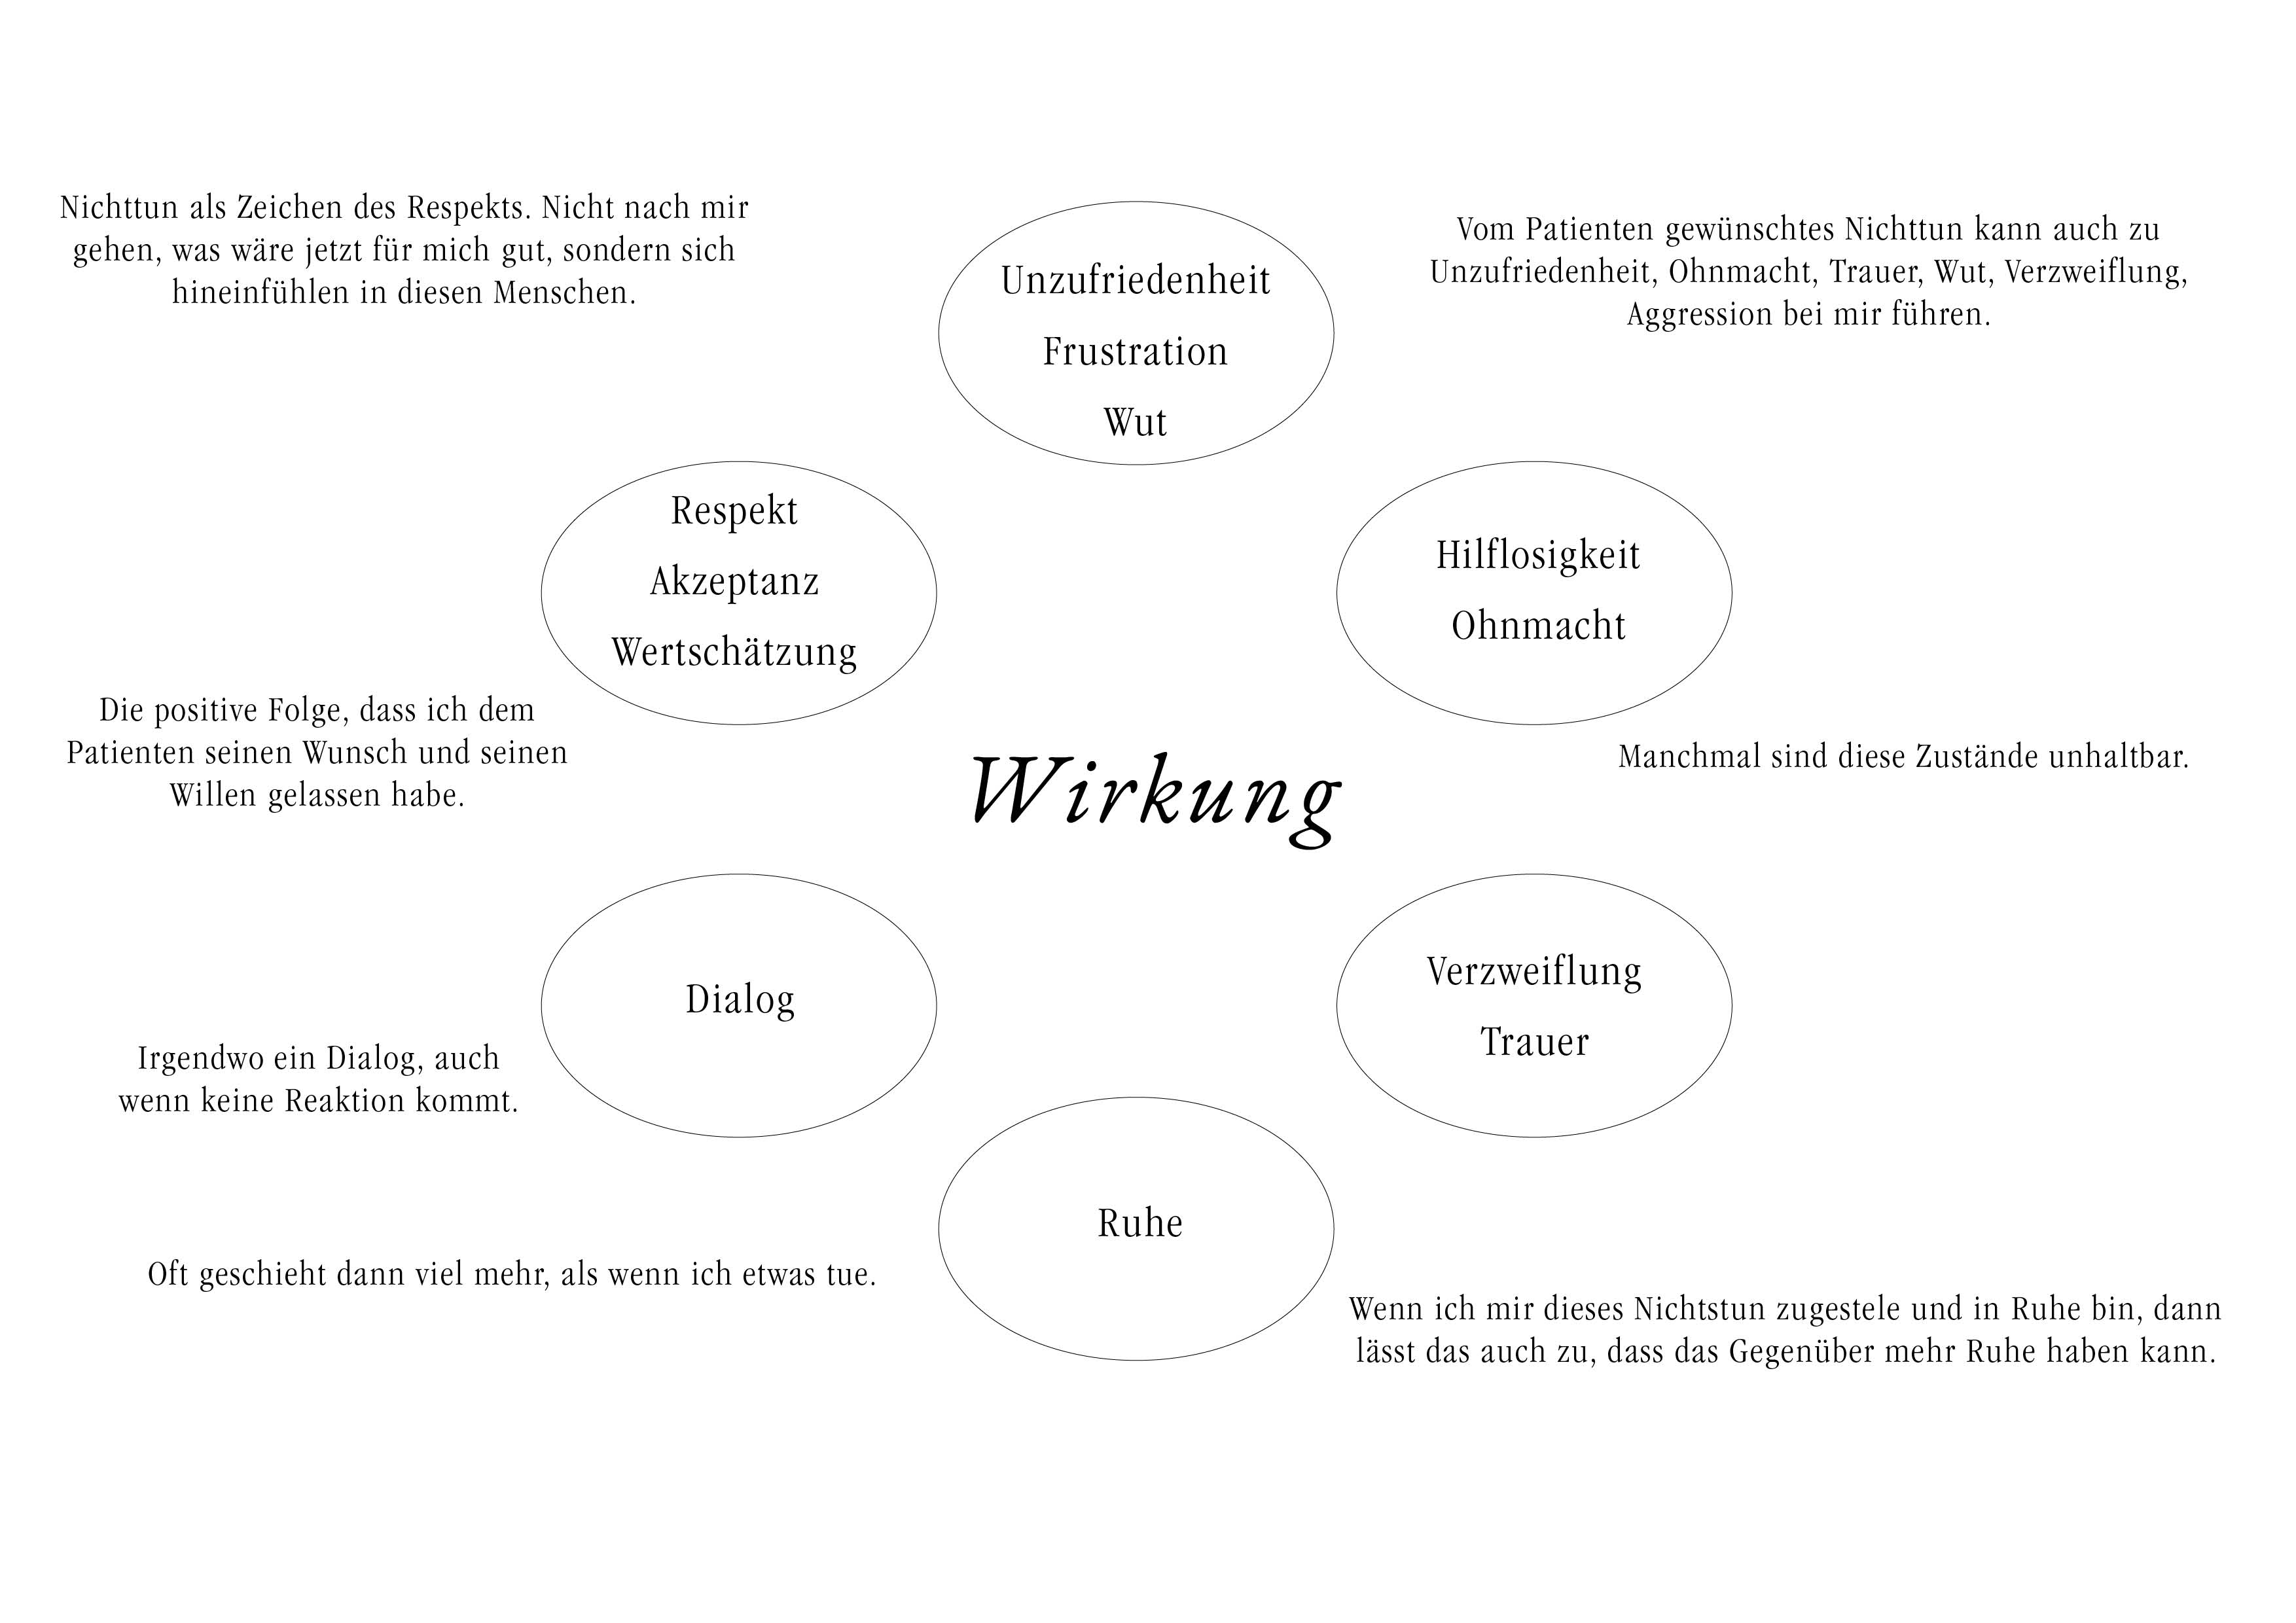 Nichttun als Zeichen des Respekts. Nicht nach mir
gehen, was wäre jetzt für mich gut, sondern sich
hineinfühlen in diesen Menschen.
Unzufriedenheit
Frustration
Wut
Vom Patienten gewünschtes Nichttun kann auch zu
Unzufriedenheit, Ohnmacht, Trauer, Wut, Verzweiflung,
Aggression bei mir führen.
Respekt
Akzeptanz
Wertschätzung
Hilflosigkeit
Ohnmacht
Die positive Folge, dass ich dem
Patienten seinen Wunsch und seinen
Willen gelassen habe.
Wirkung
Manchmal sind diese Zustände unhaltbar.
Dialog
Verzweiflung
Trauer
Irgendwo ein Dialog, auch
wenn keine Reaktion kommt.
Ruhe
Oft geschieht dann viel mehr, als wenn ich etwas tue.
Wenn ich mir dieses Nichtstun zugestele und in Ruhe bin, dann
lässt das auch zu, dass das Gegenüber mehr Ruhe haben kann.